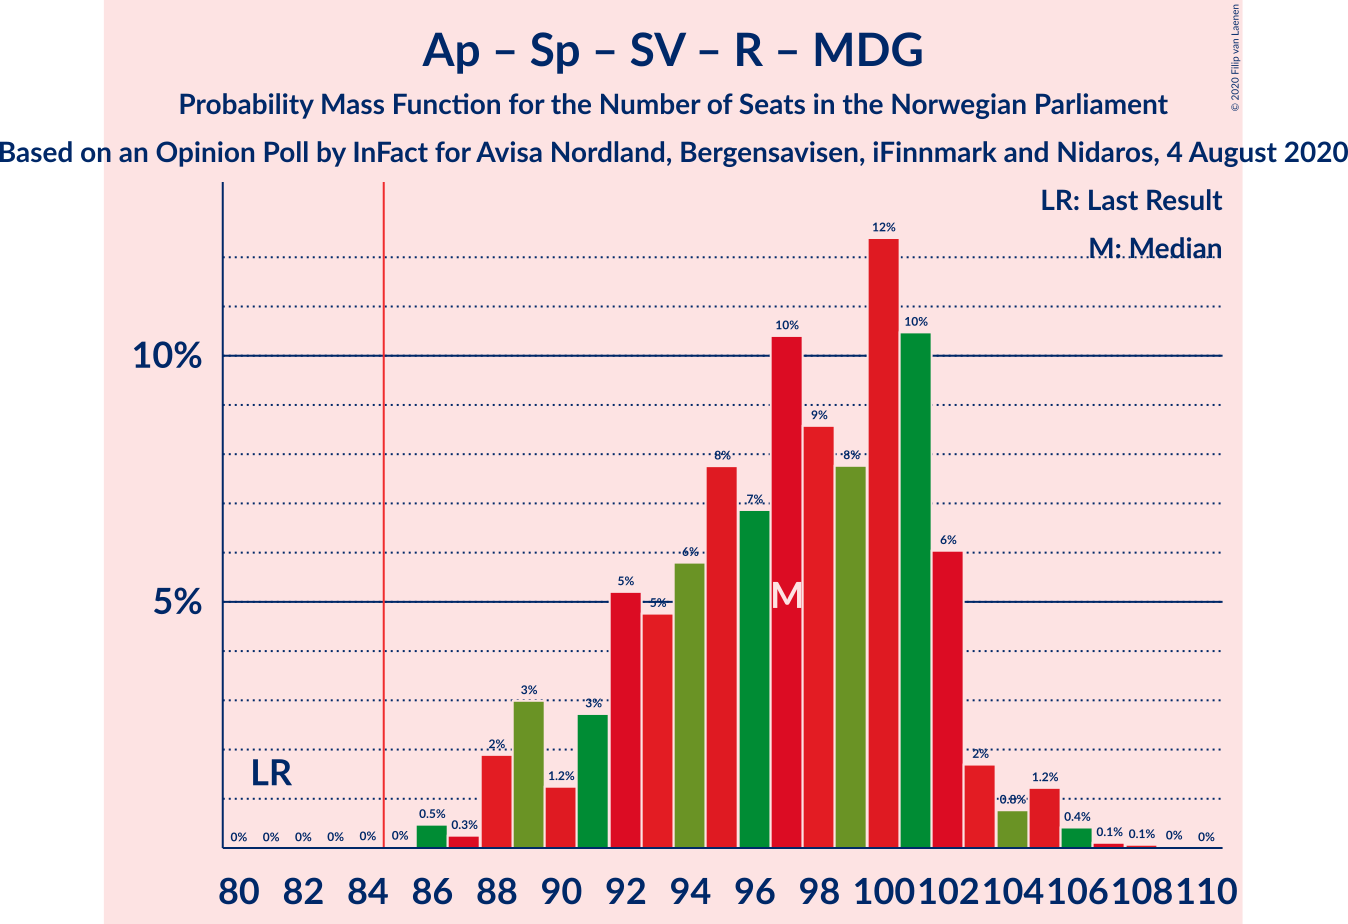 Ap – Sp – SV – R – MDG
Probability Mass Function for the Number of Seats in the Norwegian Parliament
Based on an Opinion Poll by InFact for Avisa Nordland, Bergensavisen, iFinnmark and Nidaros, 4 August 2020
© 2020 Filip van Laenen
LR: Last Result
M: Median
12%
10% 10%
10%
9%
8% 8%
7%
6% 6%
5% 5%
5%
M
3% 3%
2% 2%
LR
1.2% 1.2%
0.8%
0.5% 0.3% 0.4%
0% 0% 0% 0% 0% 0% 0.1% 0.1% 0% 0%
80 82 84 86 88 90 92 94 96 98 100 102 104 106 108 110